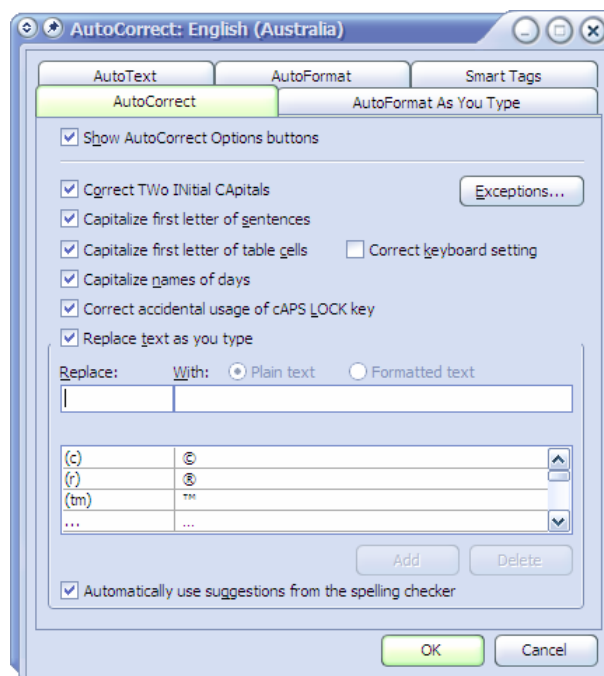 AutoCorrect: English (Australia)
AutoText AutoFormat Smart Tags
AutoCorrect AutoFormat As You Type
Show AutoCorrect Options buttons
Correct TWo INitial CApitals Exceptions...
Capitalize first letter of sentences
Capitalize first letter of table cells Correct keyboard setting
Capitalize names of days
Correct accidental usage of cAPS LOCK key
Replace text as you type
Replace: With: Plain text Formatted text
(c) ©
(r) ®
(tm) ™
... …
Add Delete
Automatically use suggestions from the spelling checker
OK Cancel